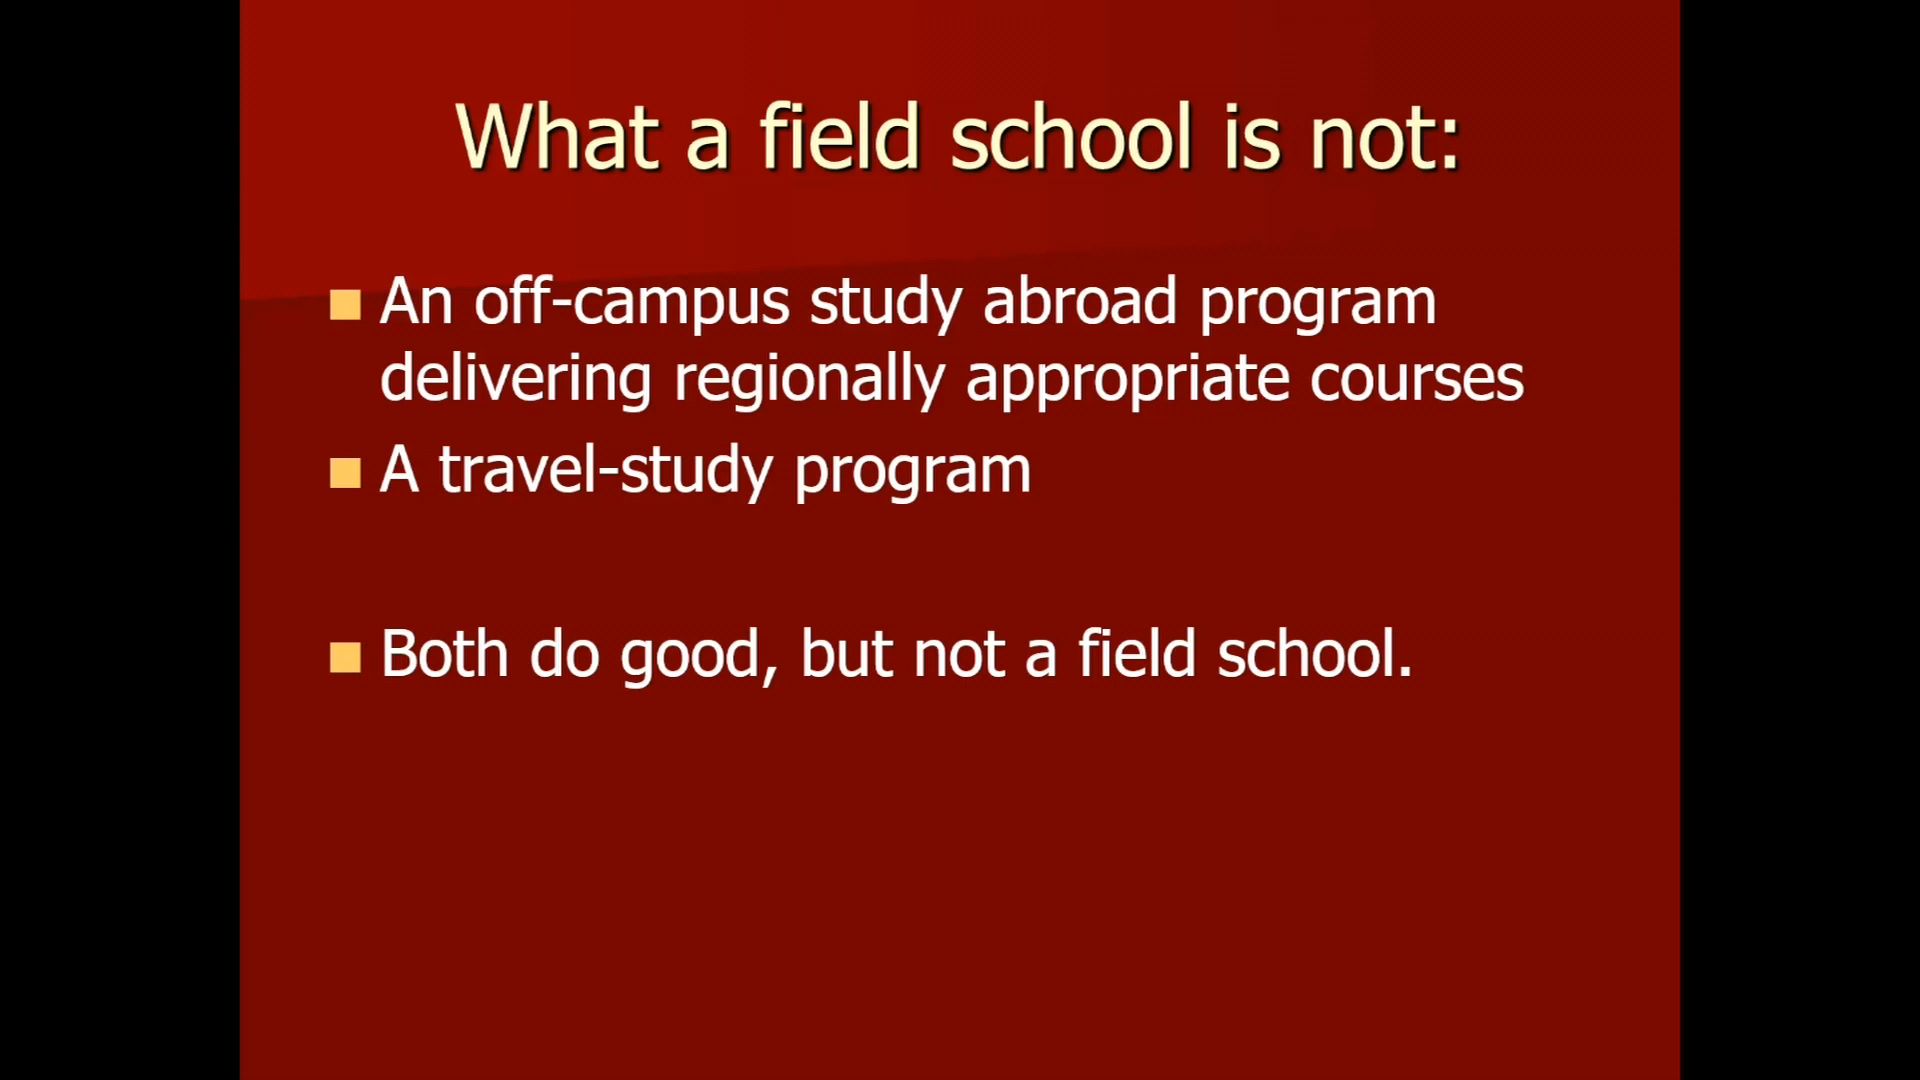 What a field school is not:
An off-campus study abroad program
delivering regionally appropriate courses
A travel-study program
Both do good, but not a field school.